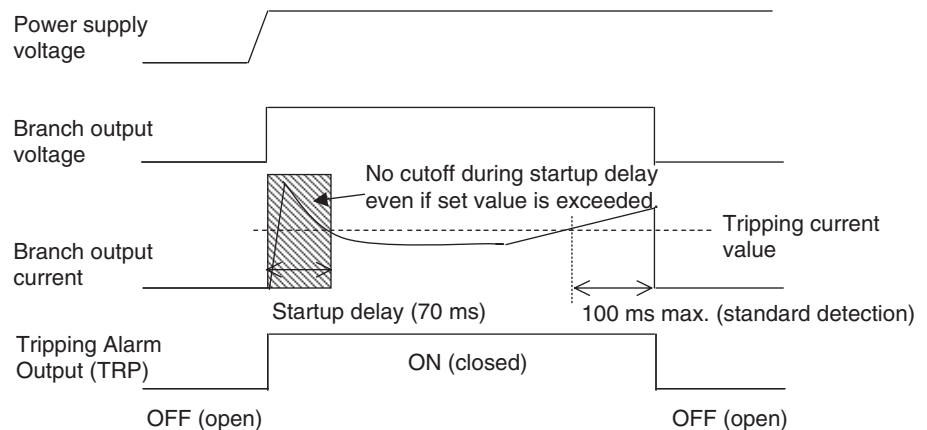 Power supply
voltage
Branch output
voltage
No cutoff during startup delay
even if set value is exceeded.
Tripping current
value
Branch output
current
Startup delay (70 ms)
100 ms max. (standard detection)
Tripping Alarm
Output (TRP)
ON (closed)
OFF (open)
OFF (open)